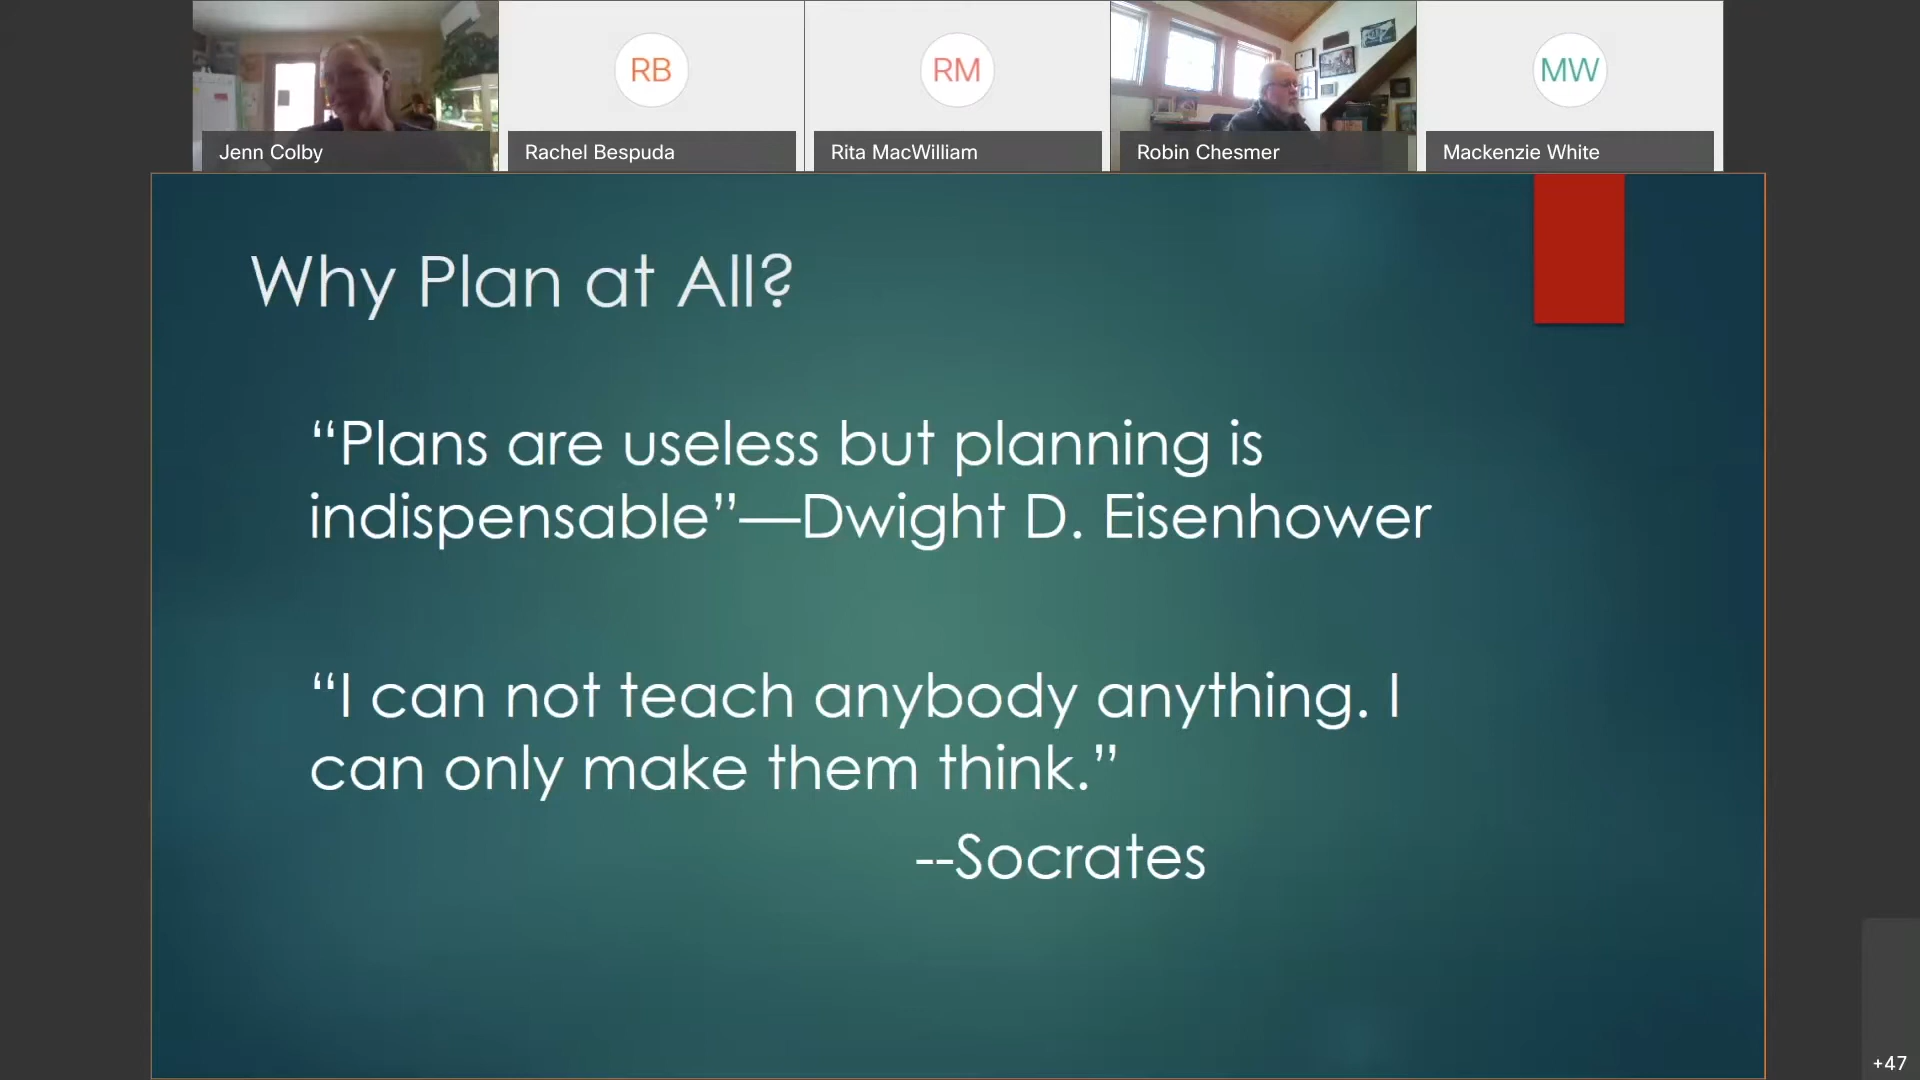 RB
RM
MW
Jenn Colby
Rachel Bespuda
Rita MacWilliam
Robin Chesmer
Mackenzie White
Why Plan at All?
“Plans are useless but planning is
indispensable”—Dwight D. Eisenhower
“I can not teach anybody anything. I
can only make them think.”
--Socrates
+47